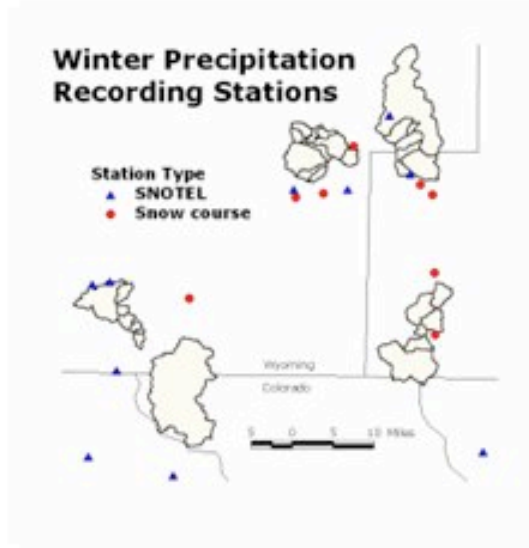 Winter Precipitation
Recording Stations
Station Type
SNOTEL
Snow course
Wyoming
Colorado
5 0 5 10 Miles